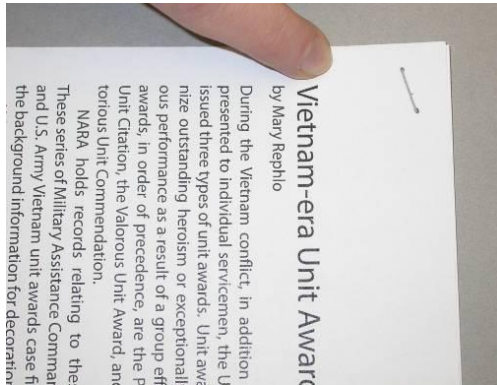 Vietnam-era Unit Awar
by Mary Rephlo
During the Vietnam conflict, in addition
presented to individual servicemen, the U
issued three types of unit awards. Unit awa
nize outstanding heroism or exceptionall
ous performance as a result of a group eff
awards, in order of precedence, are the P
Unit Citation, the Valorous Unit Award, and
torious Unit Commendation.
NARA holds records relating to the
These series of Military Assistance Comman
and U.S. Army Vietnam unit awards case fi
the background information for decoration